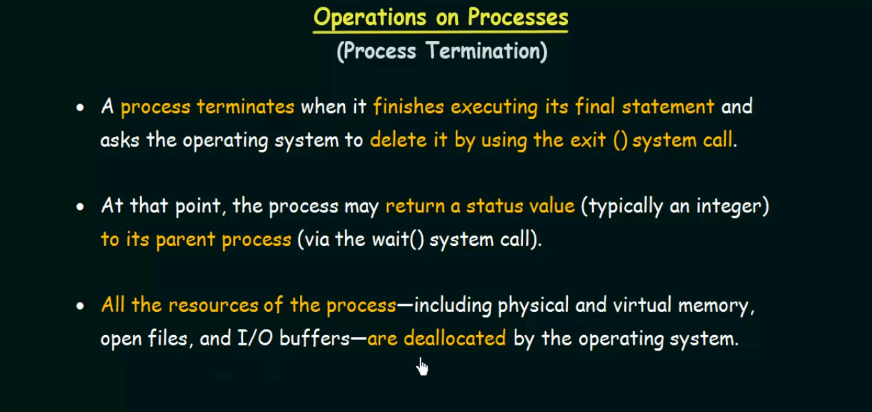 Operations on Processes
(Process Termination)
• A process terminates when it finishes executing its final statement and
asks the operating system to delete it by using the exit () system call.
• At that point, the process may return a status value (typically an integer)
to its parent process (via the wait() system call).
• All the resources of the process—including physical and virtual memory,
open files, and I/O buffers—are deallocated by the operating system.